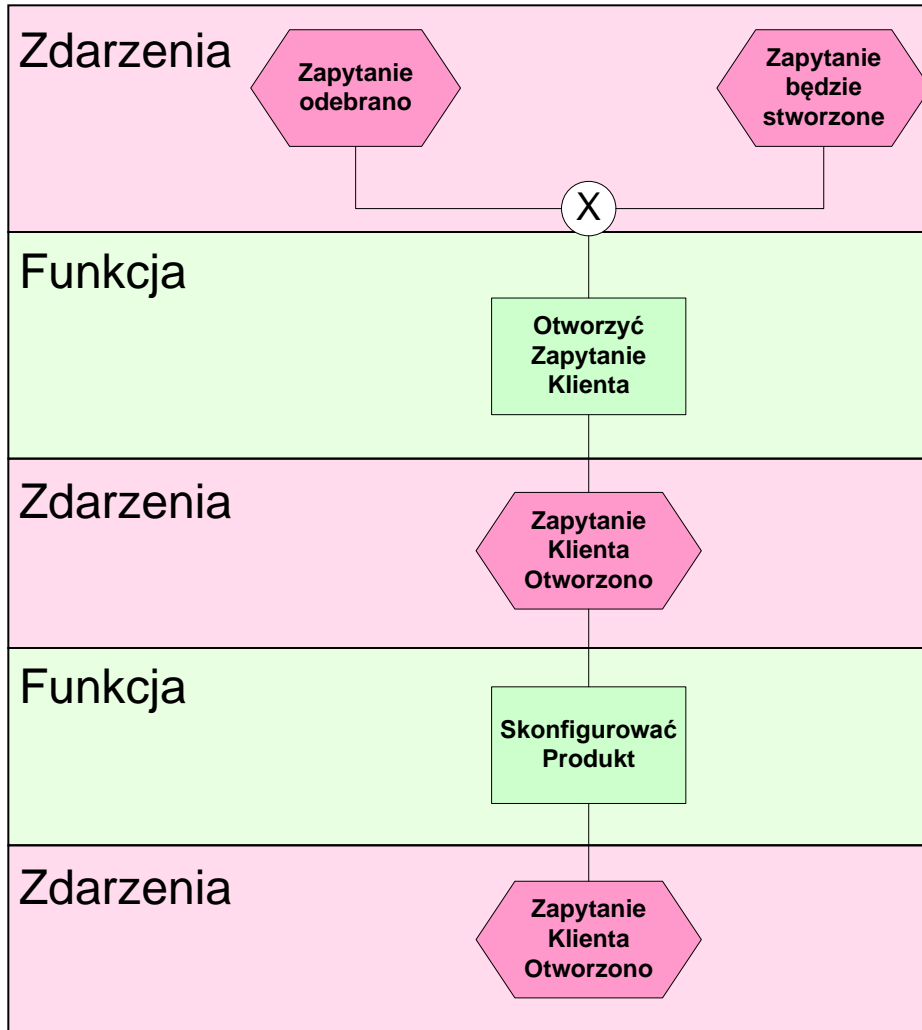 Zdarzenia
Zapytanie
odebrano
Zapytanie
będzie
stworzone
X
Funkcja
Otworzyć
Zapytanie
Klienta
Zdarzenia
Zapytanie
Klienta
Otworzono
Funkcja
Skonfigurować
Produkt
Zdarzenia
Zapytanie
Klienta
Otworzono